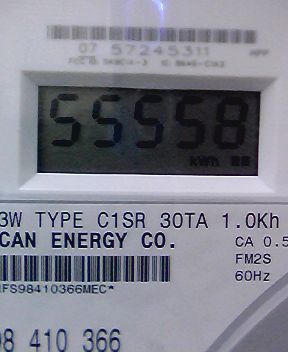 07 57245311
55558
kWh
3W TYPE C1SR 30TA 1.0Kh
CAN ENERGY CO.
CA 0.5
FM2S
60Hz
98 410 366